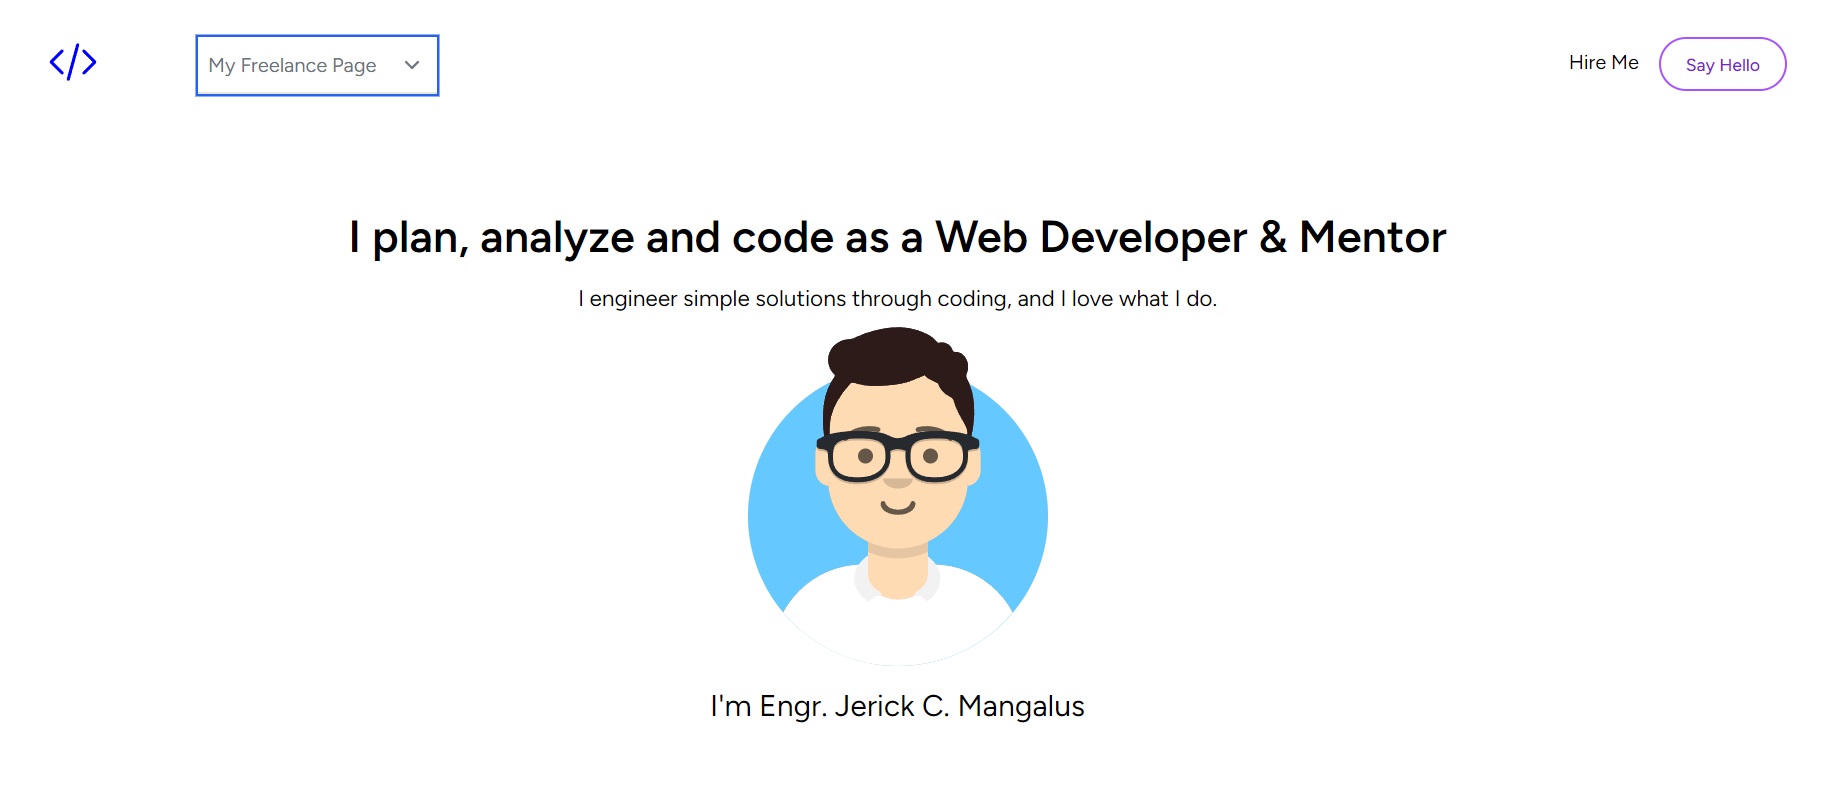 </>
My Freelance Page
Hire Me
Say Hello
I plan, analyze and code as a Web Developer & Mentor
I engineer simple solutions through coding, and I love what I do.
I'm Engr. Jerick C. Mangalus